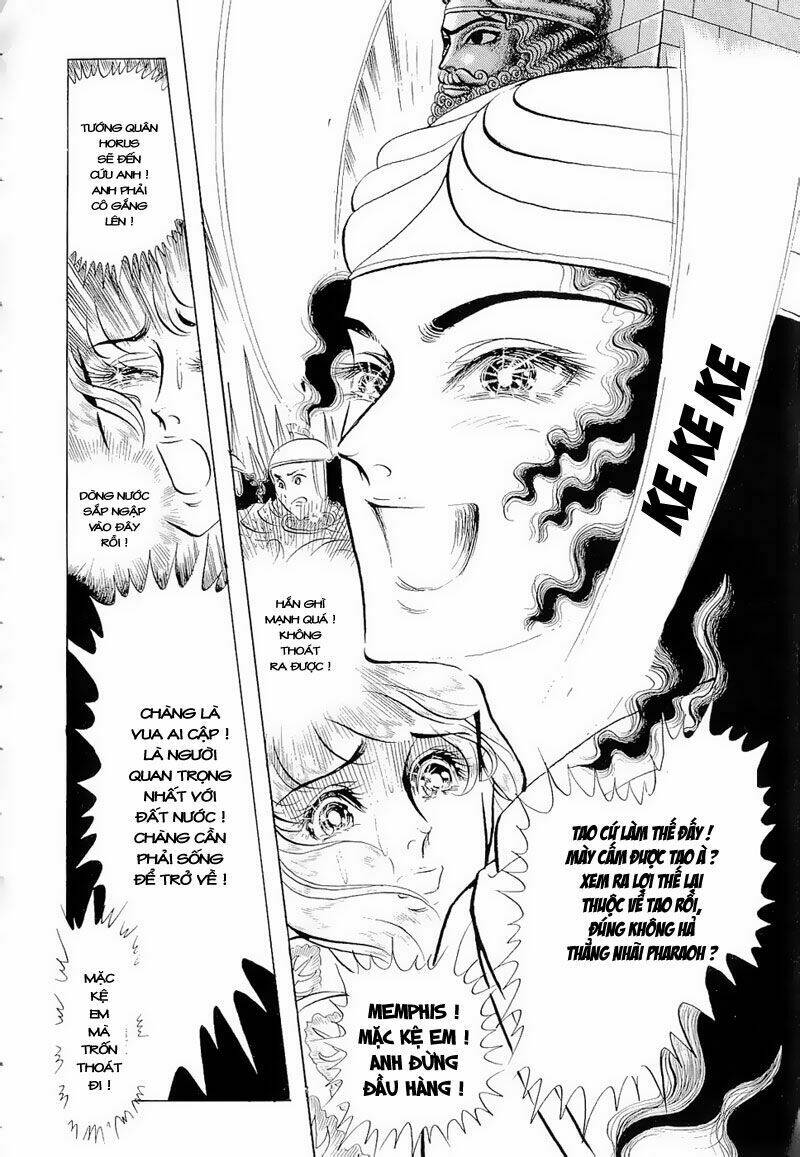 KE KE KE
TAO CỨ LÀM THẾ ĐẤY !
MÀY CẤM ĐƯỢC TAO À ?
XEM RA LỢI THẾ LẠI
THUỘC VỀ TAO RỒI,
ĐÚNG KHÔNG HẢ
THẰNG NHÃI PHARAOH ?
HẮN GHÌ
MẠNH QUÁ !
KHÔNG
THOÁT
RA ĐƯỢC !
MEMPHIS !
MẶC KỆ EM !
ANH ĐỪNG
ĐẦU HÀNG !
TƯỚNG QUÂN
HORUS
SẼ ĐẾN
CỨU ANH !
ANH PHẢI
CÔ GẮNG
LÊN !
DÒNG NƯỚC
SẮP NGẬP
VÀO ĐÂY
RỒI !
CHÀNG LÀ
VUA AI CẬP !
LÀ NGƯỜI
QUAN TRỌNG
NHẤT VỚI
ĐẤT NƯỚC !
CHÀNG CẦN
PHẢI SỐNG
ĐỂ TRỞ VỀ !
MẶC
KỆ
EM
MÀ
TRỐN
THOÁT
ĐI !